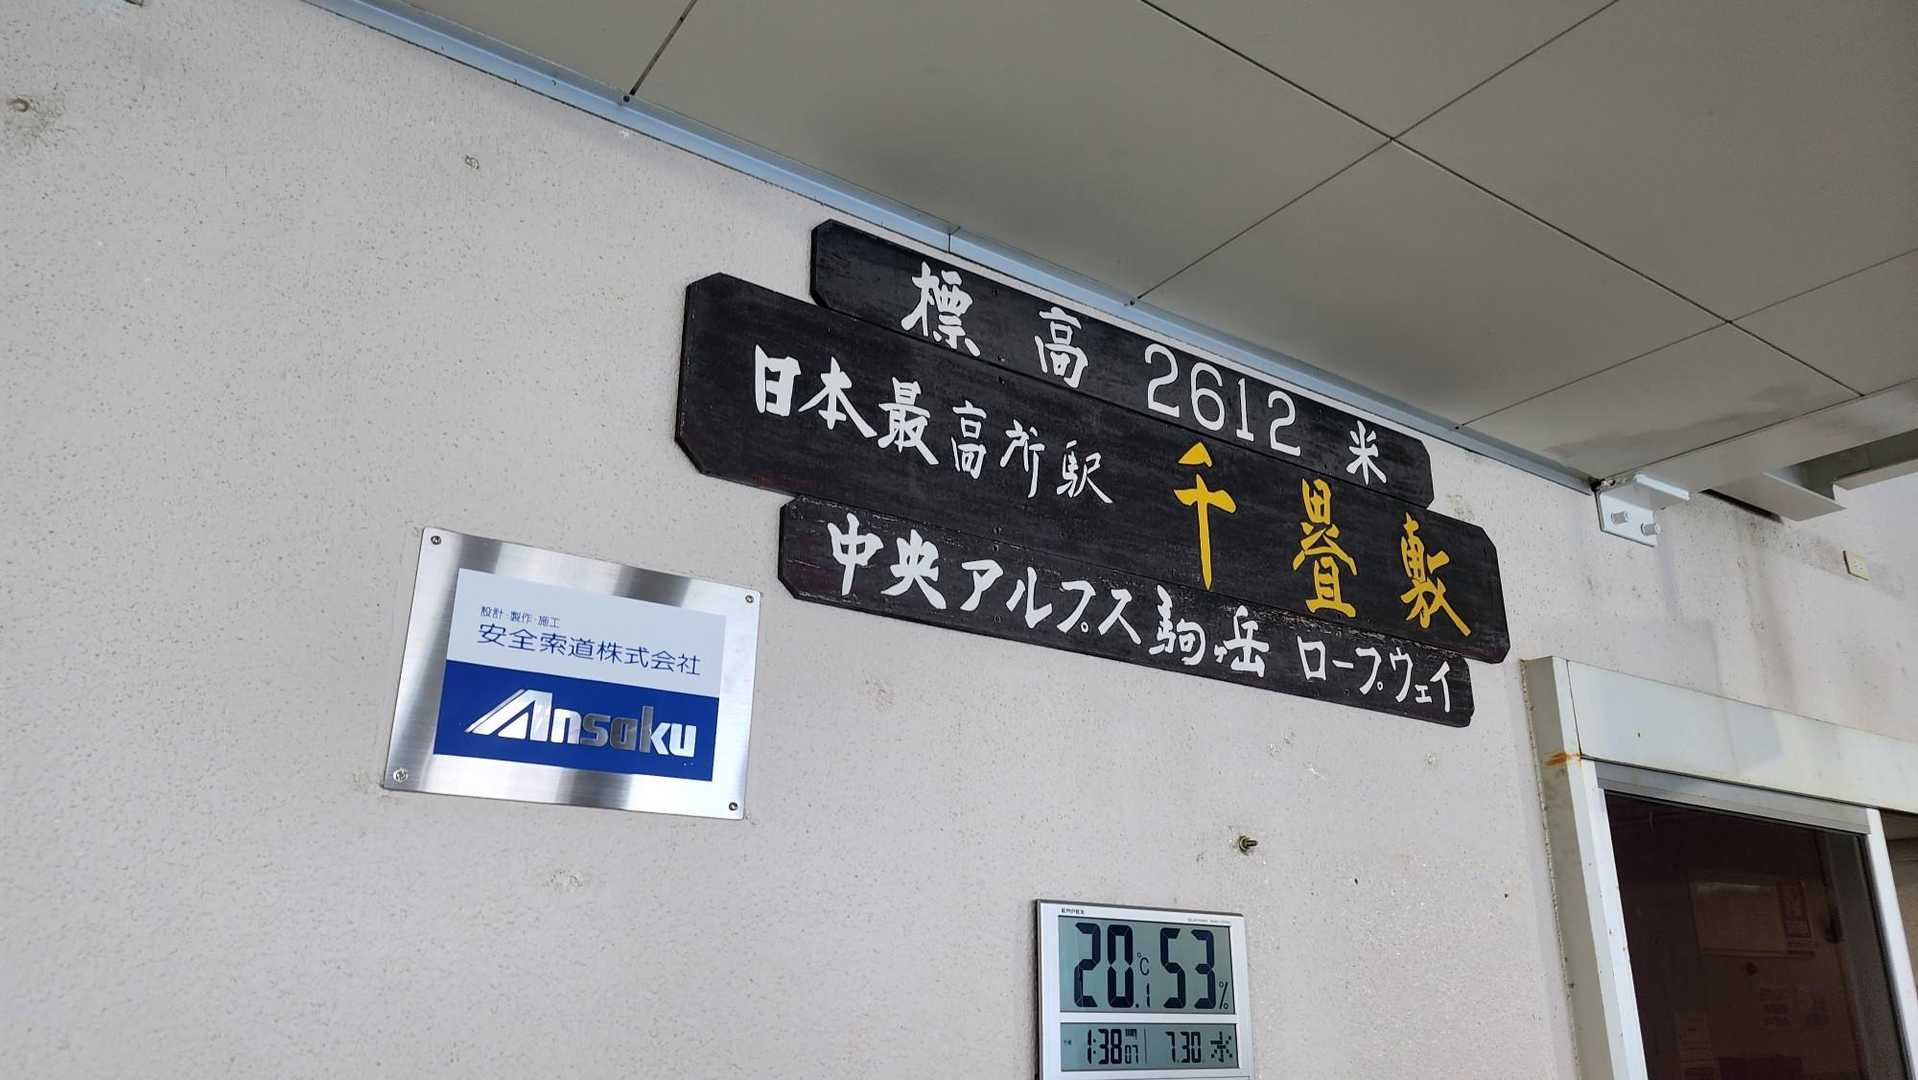 標高 2612 米
日本最高所駅 千畳敷
中央アルプス駒ヶ岳 ロープウェイ
設計・製作・施工
安全索道株式会社
Ansaku
EMPEX
20.1 ℃ 53 %
1:38 07 7.30 水